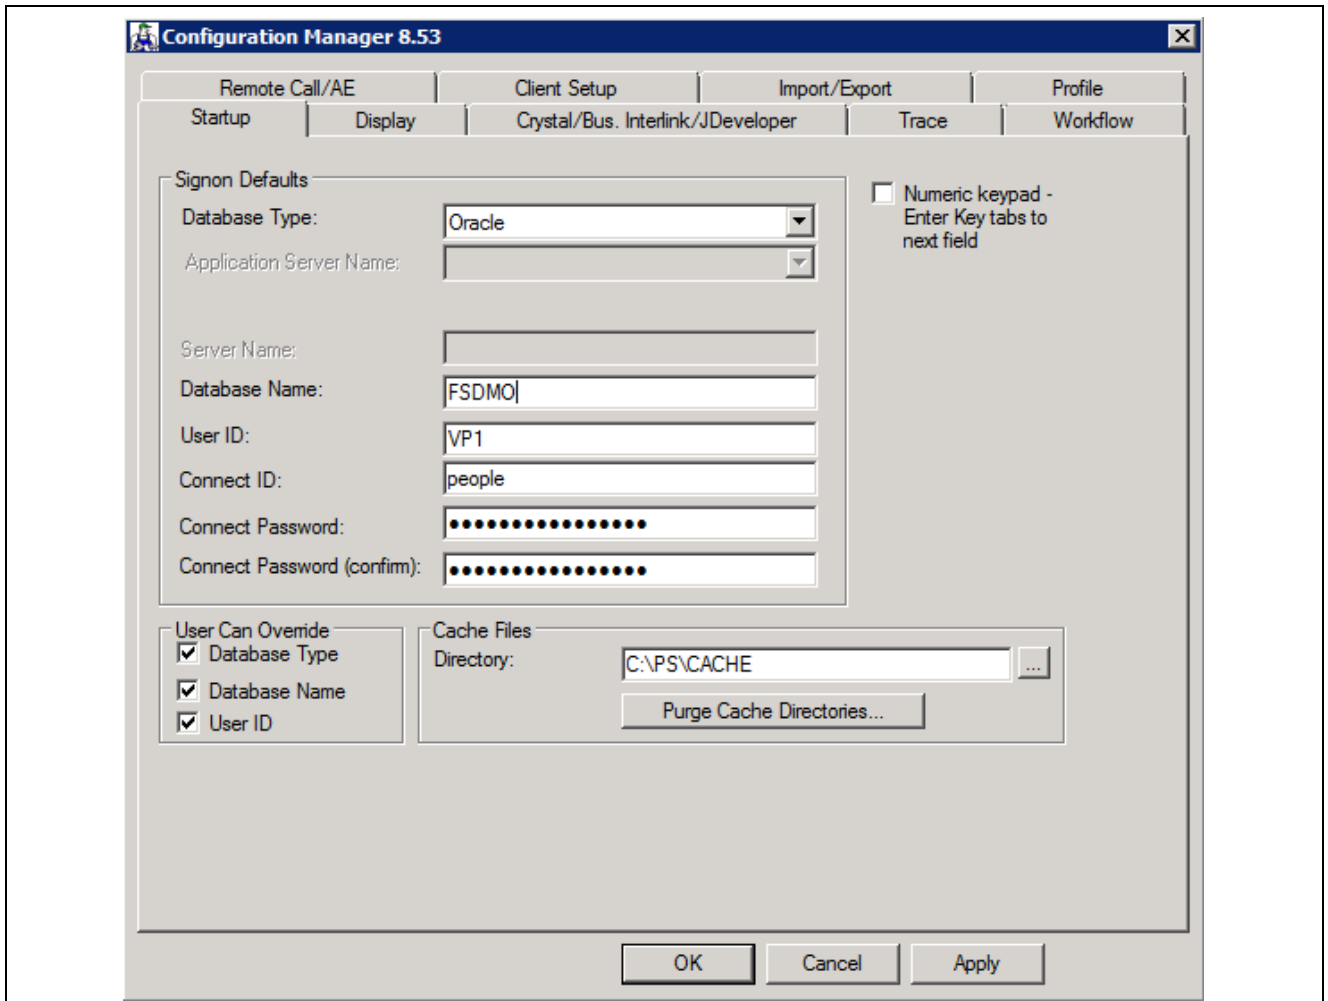 Configuration Manager 8.53
Remote Call/AE Client Setup Import/Export Profile
Startup Display Crystal/Bus. Interlink/JDeveloper Trace Workflow
Signon Defaults
Database Type: Oracle
Application Server Name:
Server Name:
Database Name: FSDMO
User ID: VP1
Connect ID: people
Connect Password: ●●●●●●●●●●●●●●●●
Connect Password (confirm): ●●●●●●●●●●●●●●●●
Numeric keypad -
Enter Key tabs to
next field
User Can Override
Database Type
Database Name
User ID
Cache Files
Directory: C:\PS\CACHE ...
Purge Cache Directories...
OK Cancel Apply